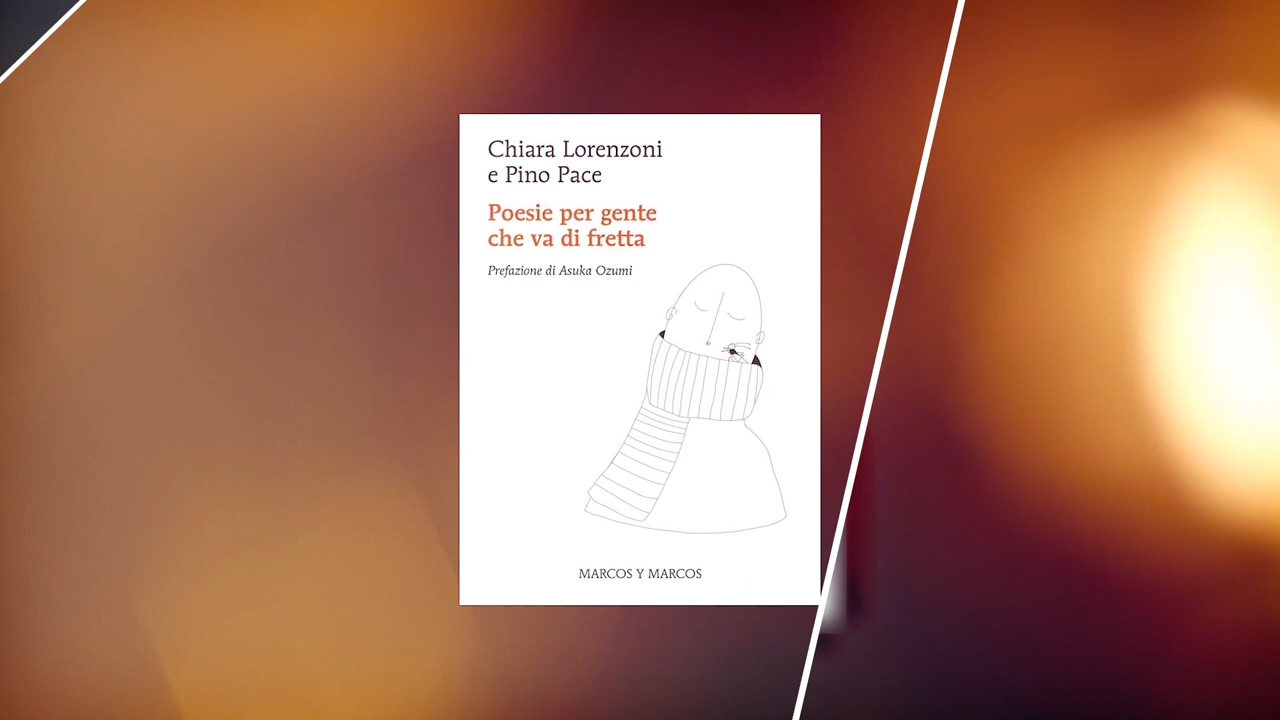 Chiara Lorenzoni
e Pino Pace
Poesie per gente
che va di fretta
Prefazione di Asuka Ozumi
MARCOS Y MARCOS